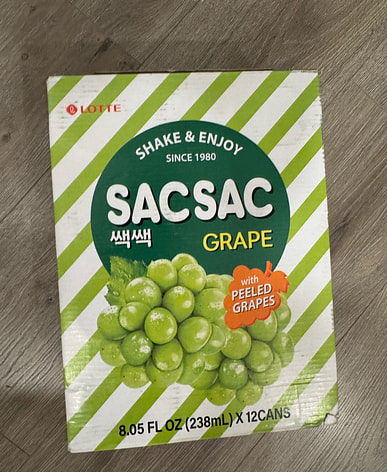 LOTTE
SHAKE & ENJOY
SINCE 1980
SACSAC
쌕쌕 GRAPE
with
PEELED
GRAPES
8.05 FL OZ (238mL) X 12CANS